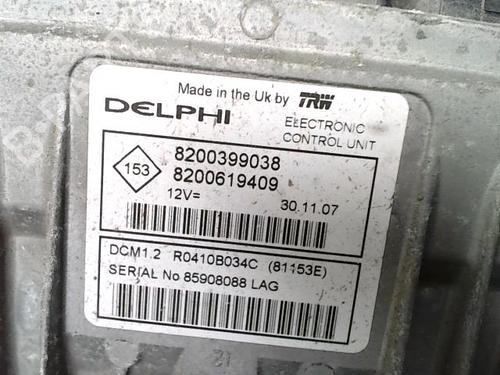 Made in the Uk by TRW
DELPHI
ELECTRONIC
CONTROL UNIT
153
8200399038
8200619409
12V=
30.11.07
DCM1.2 R0410B034C (81153E)
SERIAL No 85908088 LAG